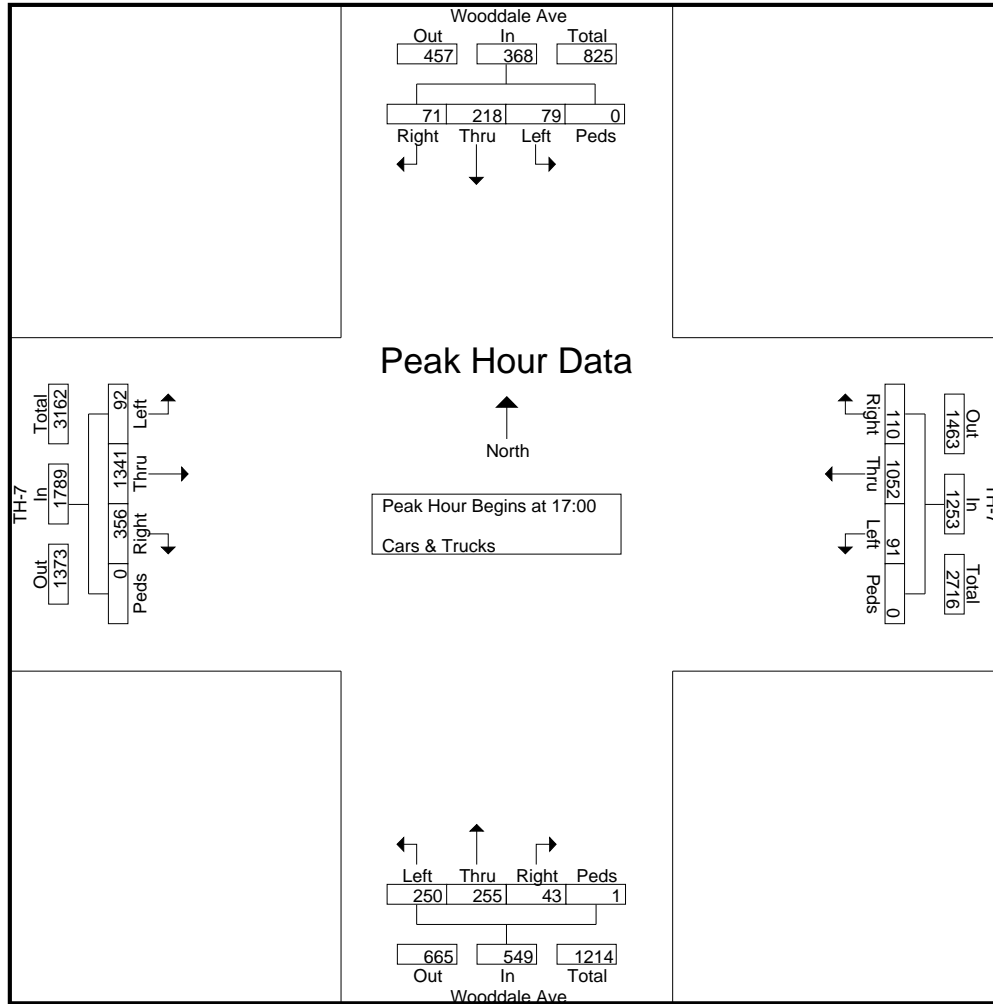 Wooddale Ave
Out In Total
457 368 825
71 218 79 0
Right Thru Left Peds
Peak Hour Data
North
Peak Hour Begins at 17:00
Cars & Trucks
TH-7
Total In Out
3162 1789 1373
92 1341 356 0
Left Thru Right Peds
Right Thru Left Peds
110 1052 91 0
Out In Total
1463 1253 2716
TH-7
Left Thru Right Peds
250 255 43 1
665 549 1214
Out In Total
Wooddale Ave